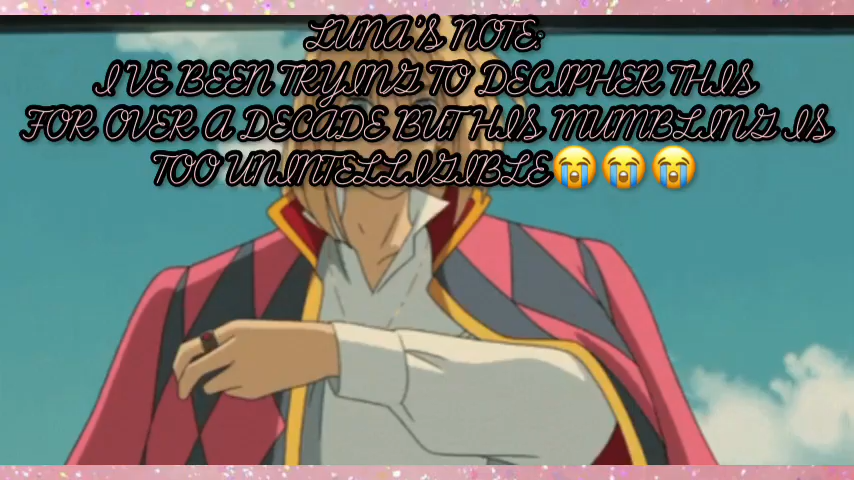 LUNA'S NOTE:
I'VE BEEN TRYING TO DECIPHER THIS
FOR OVER A DECADE BUT HIS MUMBLING IS
TOO UNINTELLIGIBLE😭😭😭